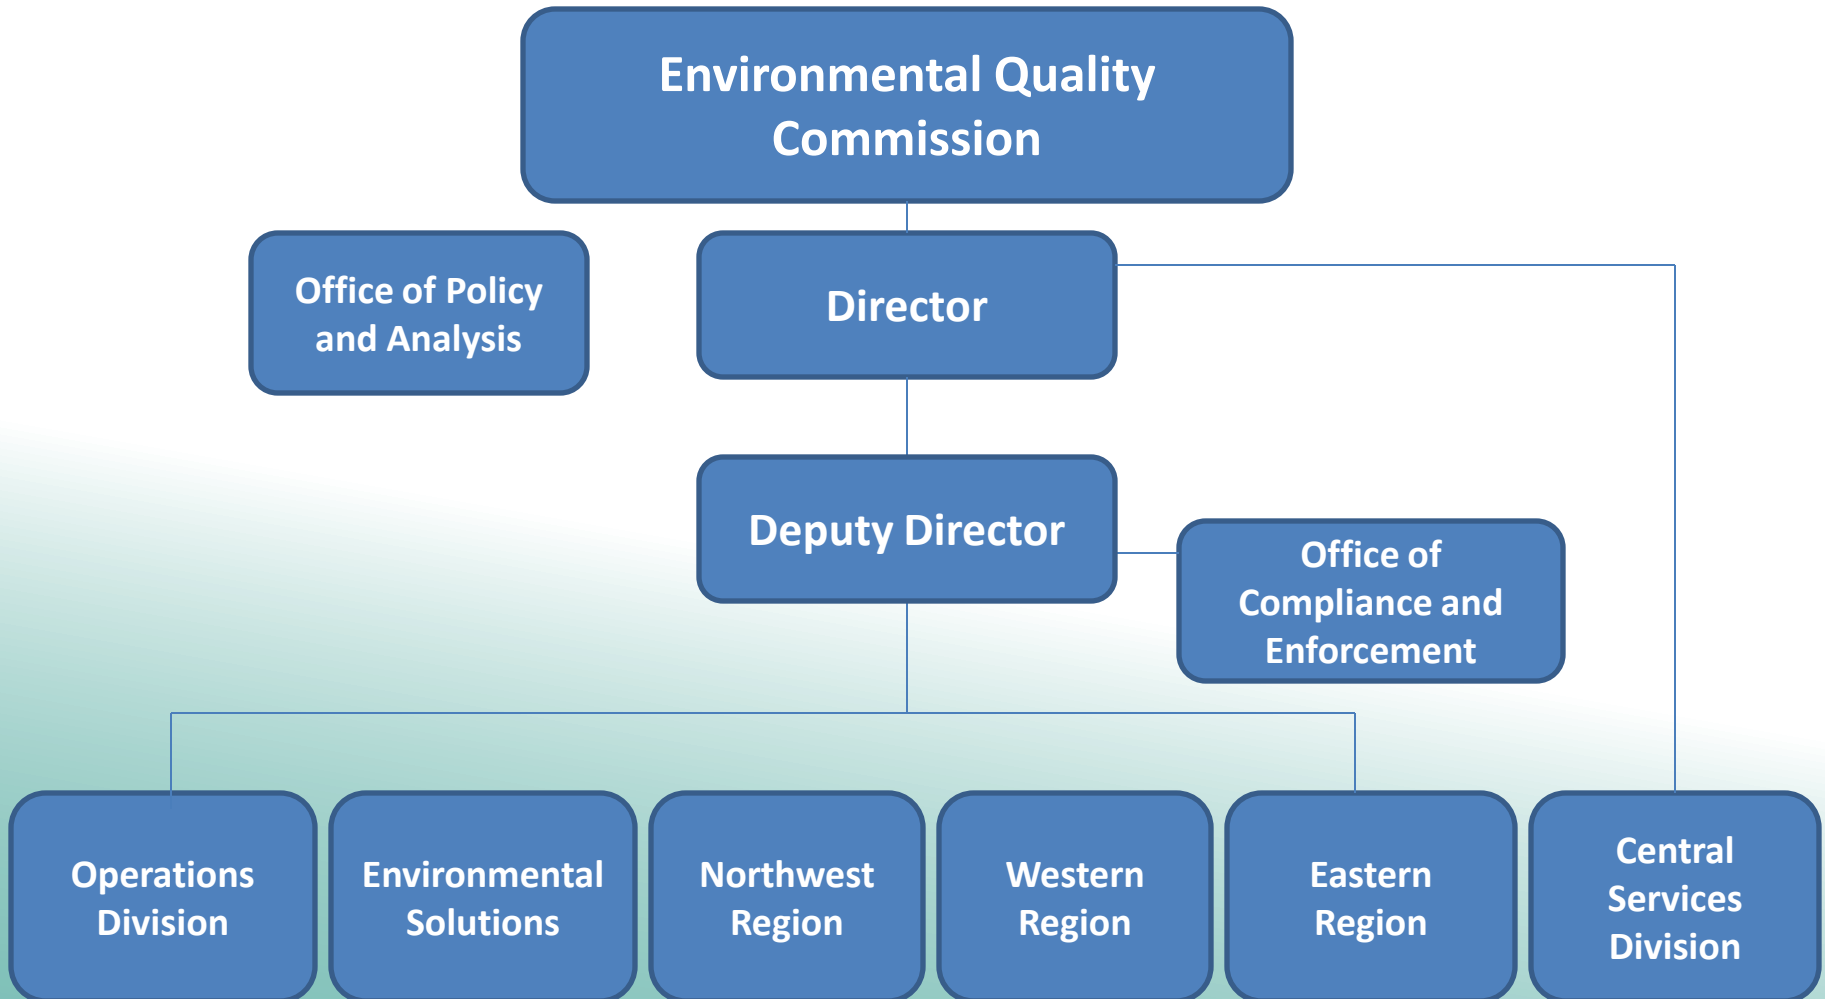 Environmental Quality
Commission
Office of Policy
and Analysis
Director
Deputy Director
Office of
Compliance and
Enforcement
Operations
Division
Environmental
Solutions
Northwest
Region
Western
Region
Eastern
Region
Central
Services
Division